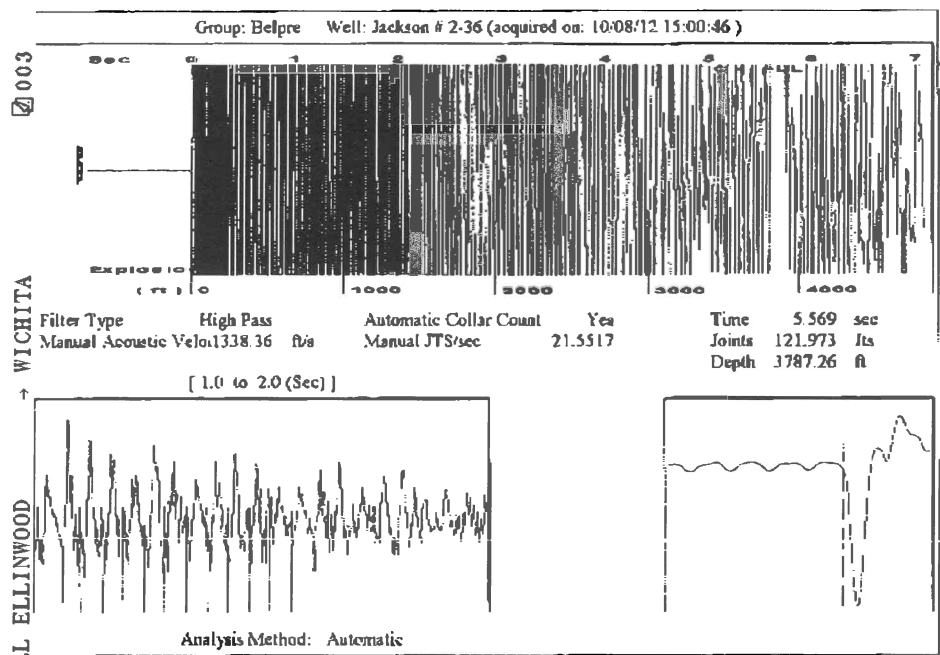 Group: Belpre Well: Jackson # 2-36 (acquired on: 10/08/12 15:00:46 )
Sec 0 1 2 3 4 5 6 7
Explosion
( ft ) 0 1000 2000 3000 4000
Filter Type High Pass Automatic Collar Count Yes Time 5.569 sec
Manual Acoustic Veloc1338.36 ft/s Manual JTS/sec 21.5517 Joints 121.973 Jts
Depth 3787.26 ft
[ 1.0 to 2.0 (Sec) ]
Analysis Method: Automatic
003
→ WICHITA
ELLINWOOD